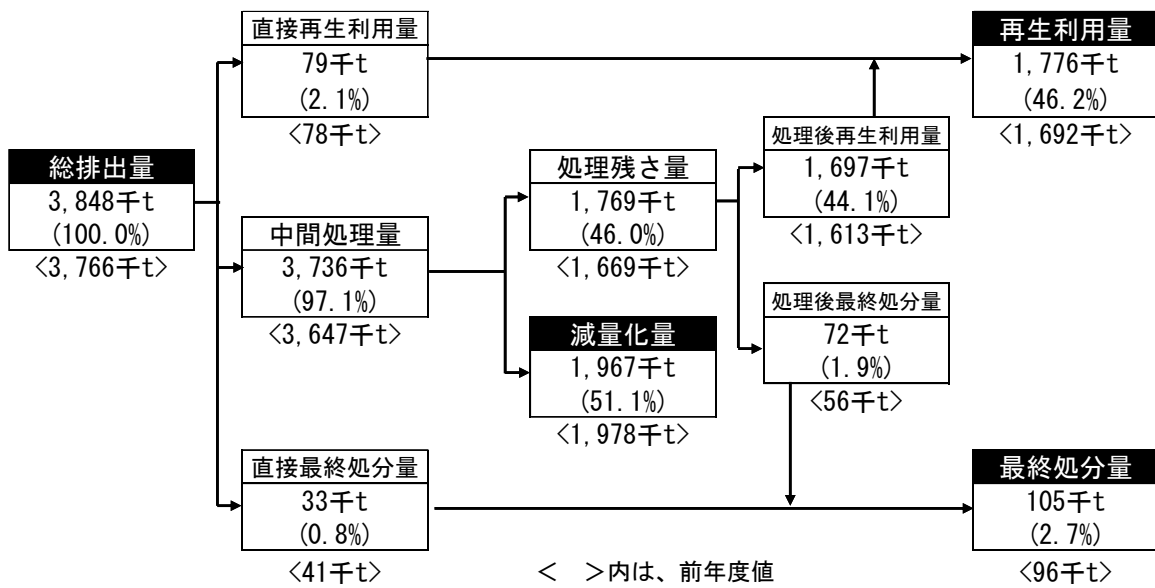 直接再生利用量
79千t
(2.1%)
<78千t>
再生利用量
1,776千t
(46.2%)
<1,692千t>
総排出量
3,848千t
(100.0%)
<3,766千t>
中間処理量
3,736千t
(97.1%)
<3,647千t>
処理残さ量
1,769千t
(46.0%)
<1,669千t>
処理後再生利用量
1,697千t
(44.1%)
<1,613千t>
減量化量
1,967千t
(51.1%)
<1,978千t>
処理後最終処分量
72千t
(1.9%)
<56千t>
直接最終処分量
33千t
(0.8%)
<41千t>
最終処分量
105千t
(2.7%)
<96千t>
< >内は、前年度値